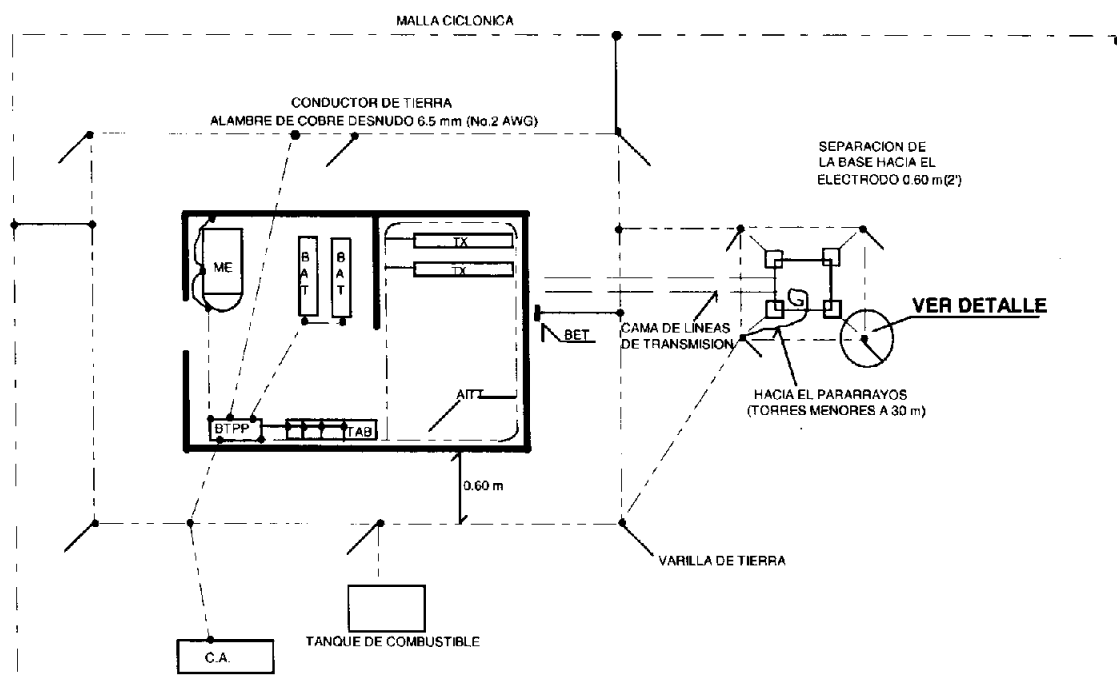 MALLA CICLONICA
CONDUCTOR DE TIERRA
ALAMBRE DE COBRE DESNUDO 6.5 mm (No.2 AWG)
SEPARACION DE
LA BASE HACIA EL
ELECTRODO 0.60 m(2')
TX
TX
ME
BAT
BAT
VER DETALLE
CAMA DE LINEAS
DE TRANSMISION
BET
HACIA EL PARARRAYOS
(TORRES MENORES A 30 m)
AITT
BTPP
TAB
0.60 m
VARILLA DE TIERRA
TANQUE DE COMBUSTIBLE
C.A.